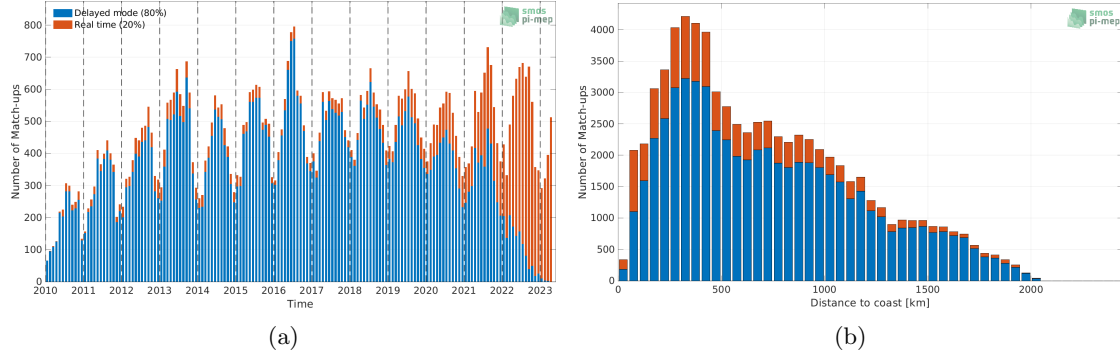 Delayed mode (80%)
Real time (20%)
smos
pi-mep
800
700
600
500
400
300
200
100
0
Number of Match-ups
2010 2011 2012 2013 2014 2015 2016 2017 2018 2019 2020 2021 2022 2023
Time
(a)
smos
pi-mep
4000
3500
3000
2500
2000
1500
1000
500
0
Number of Match-ups
0 500 1000 1500 2000
Distance to coast [km]
(b)